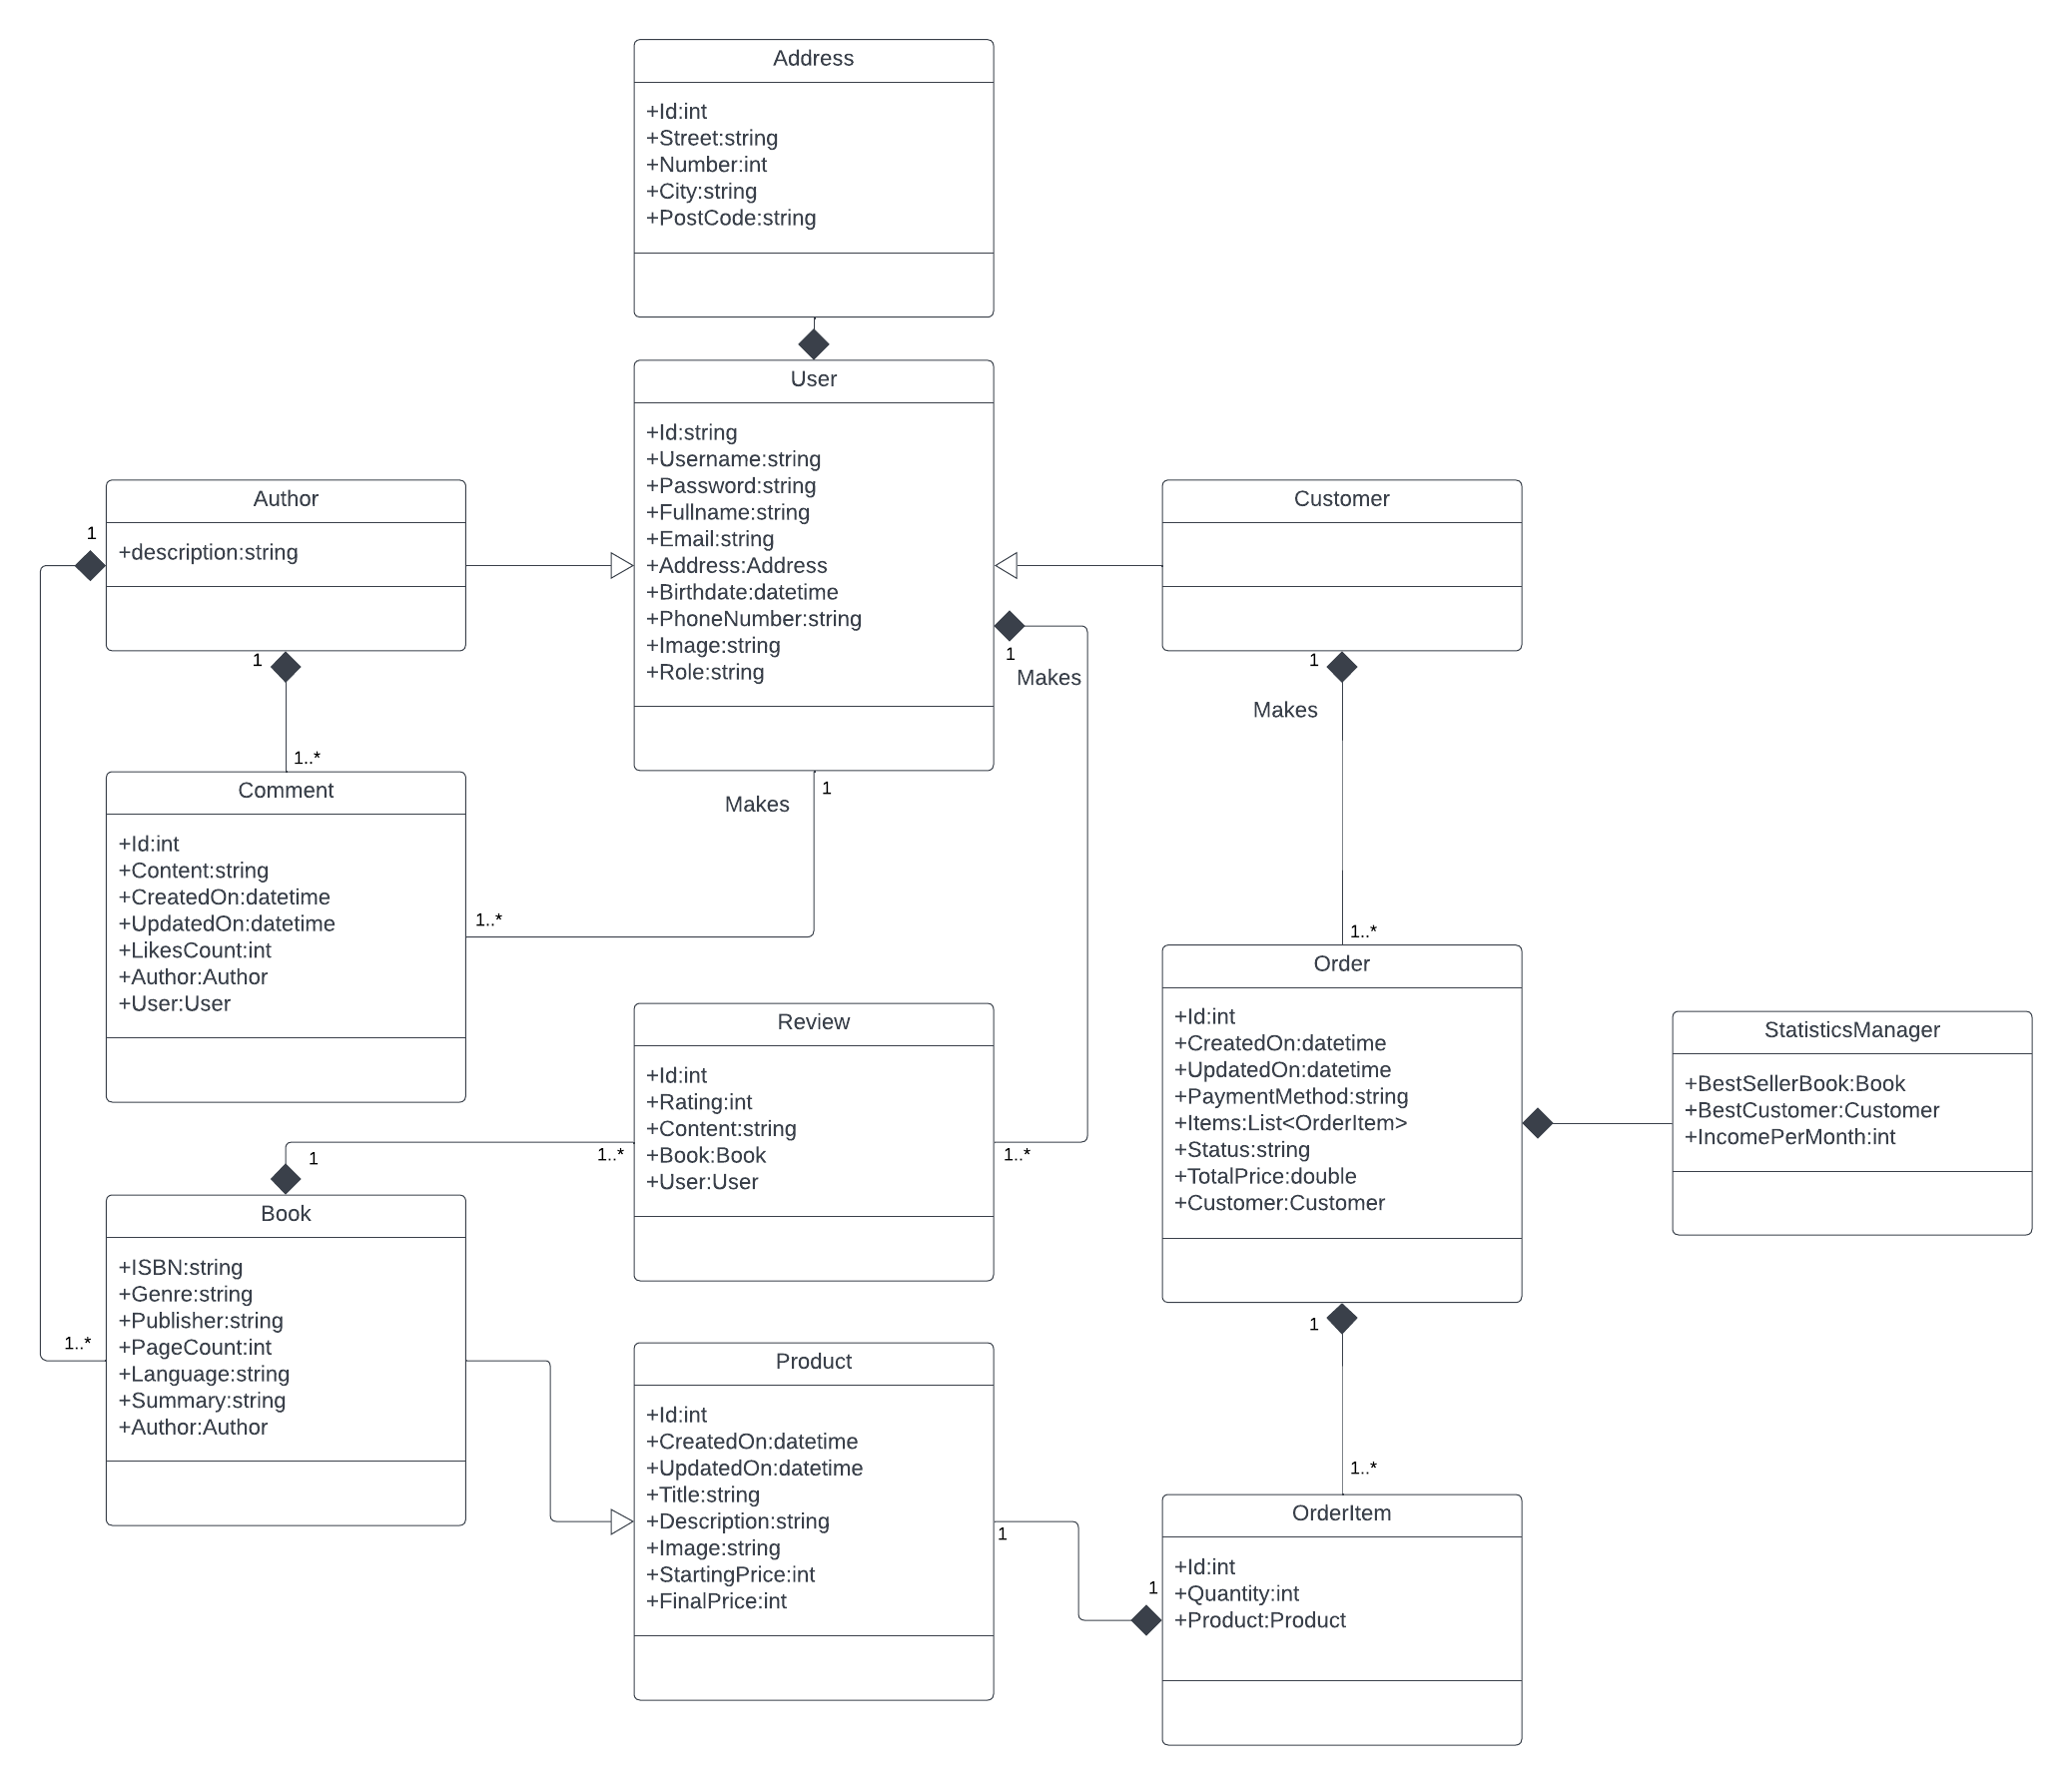 Address
+Id:int
+Street:string
+Number:int
+City:string
+PostCode:string
User
+Id:string
+Username:string
+Password:string
+Fullname:string
+Email:string
+Address:Address
+Birthdate:datetime
+PhoneNumber:string
+Image:string
+Role:string
Author
+description:string
1
1
1..*
Customer
1
Makes
1
Makes
1
Makes
Comment
+Id:int
+Content:string
+CreatedOn:datetime
+UpdatedOn:datetime
+LikesCount:int
+Author:Author
+User:User
1..*
1..*
Order
+Id:int
+CreatedOn:datetime
+UpdatedOn:datetime
+PaymentMethod:string
+Items:List<OrderItem>
+Status:string
+TotalPrice:double
+Customer:Customer
StatisticsManager
+BestSellerBook:Book
+BestCustomer:Customer
+IncomePerMonth:int
Review
+Id:int
+Rating:int
+Content:string
+Book:Book
+User:User
1
1..*
1..*
Book
+ISBN:string
+Genre:string
+Publisher:string
+PageCount:int
+Language:string
+Summary:string
+Author:Author
1..*
Product
+Id:int
+CreatedOn:datetime
+UpdatedOn:datetime
+Title:string
+Description:string
+Image:string
+StartingPrice:int
+FinalPrice:int
1
1..*
1
1
OrderItem
+Id:int
+Quantity:int
+Product:Product